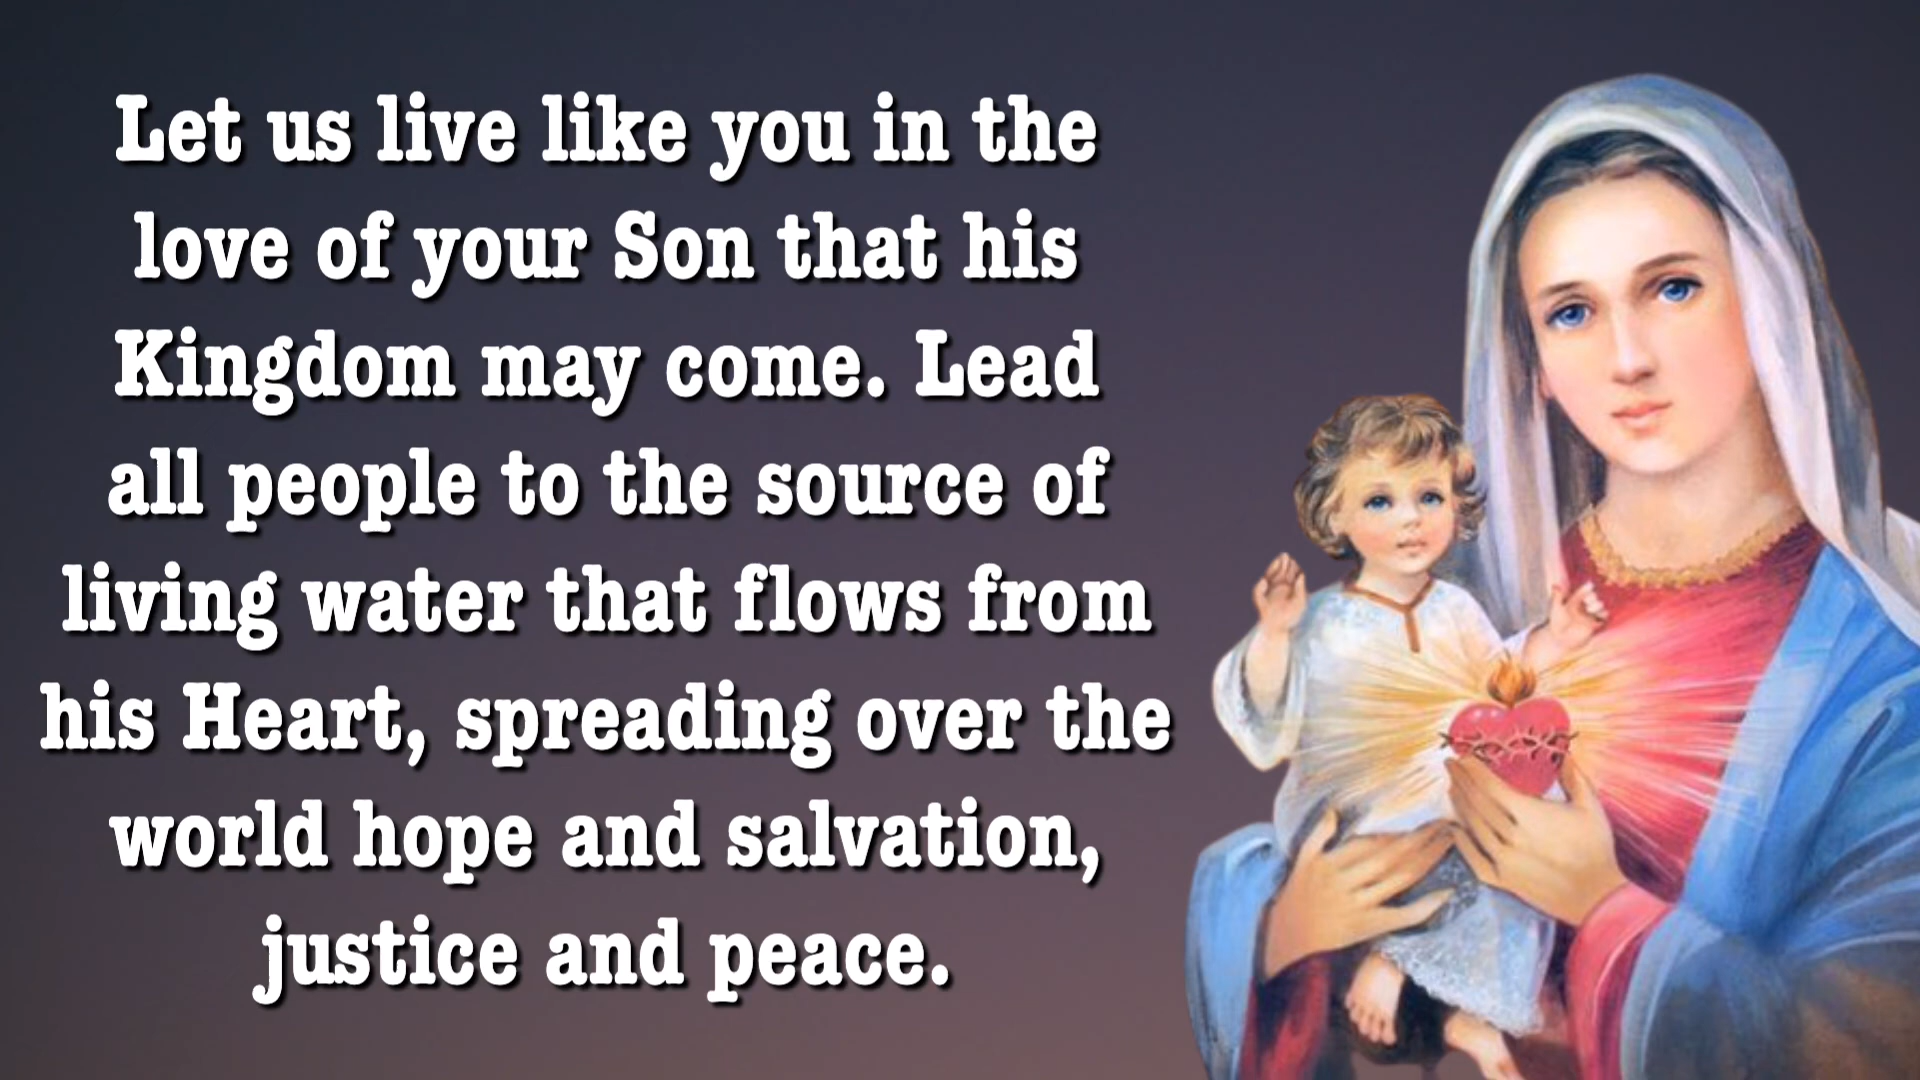 Let us live like you in the
love of your Son that his
Kingdom may come. Lead
all people to the source of
living water that flows from
his Heart, spreading over the
world hope and salvation,
justice and peace.